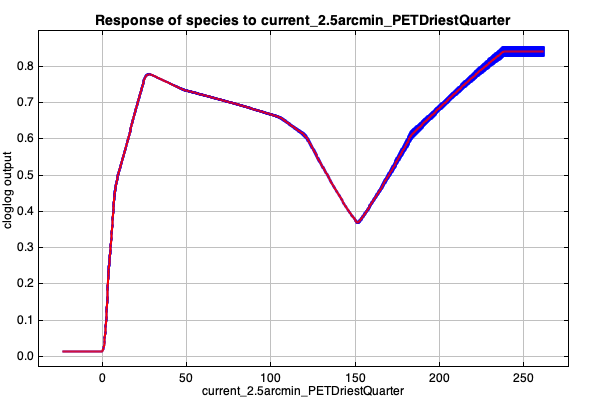 Response of species to current_2.5arcmin_PETDriestQuarter
cloglog output
0.8
0.7
0.6
0.5
0.4
0.3
0.2
0.1
0.0
0 50 100 150 200 250
current_2.5arcmin_PETDriestQuarter